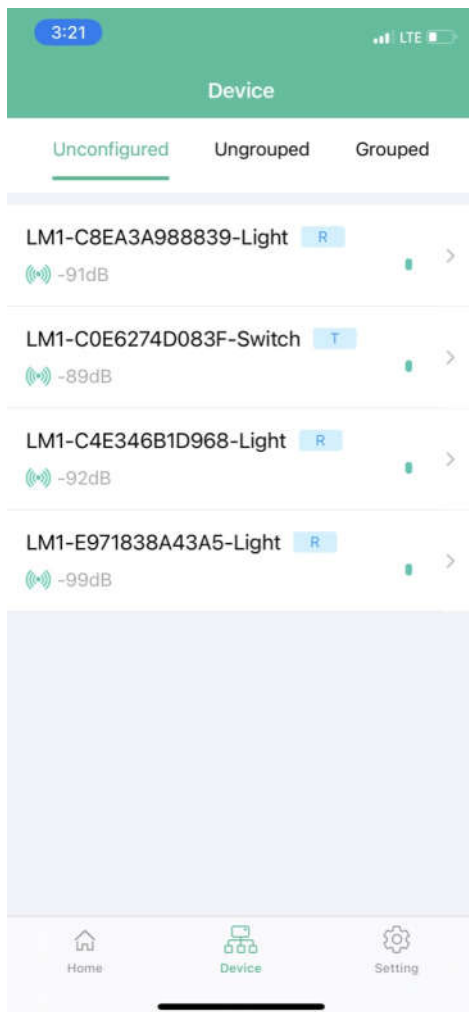 3:21 LTE
Device
Unconfigured Ungrouped Grouped
LM1-C8EA3A988839-Light R
-91dB
LM1-C0E6274D083F-Switch T
-89dB
LM1-C4E346B1D968-Light R
-92dB
LM1-E971838A43A5-Light R
-99dB
Home Device Setting